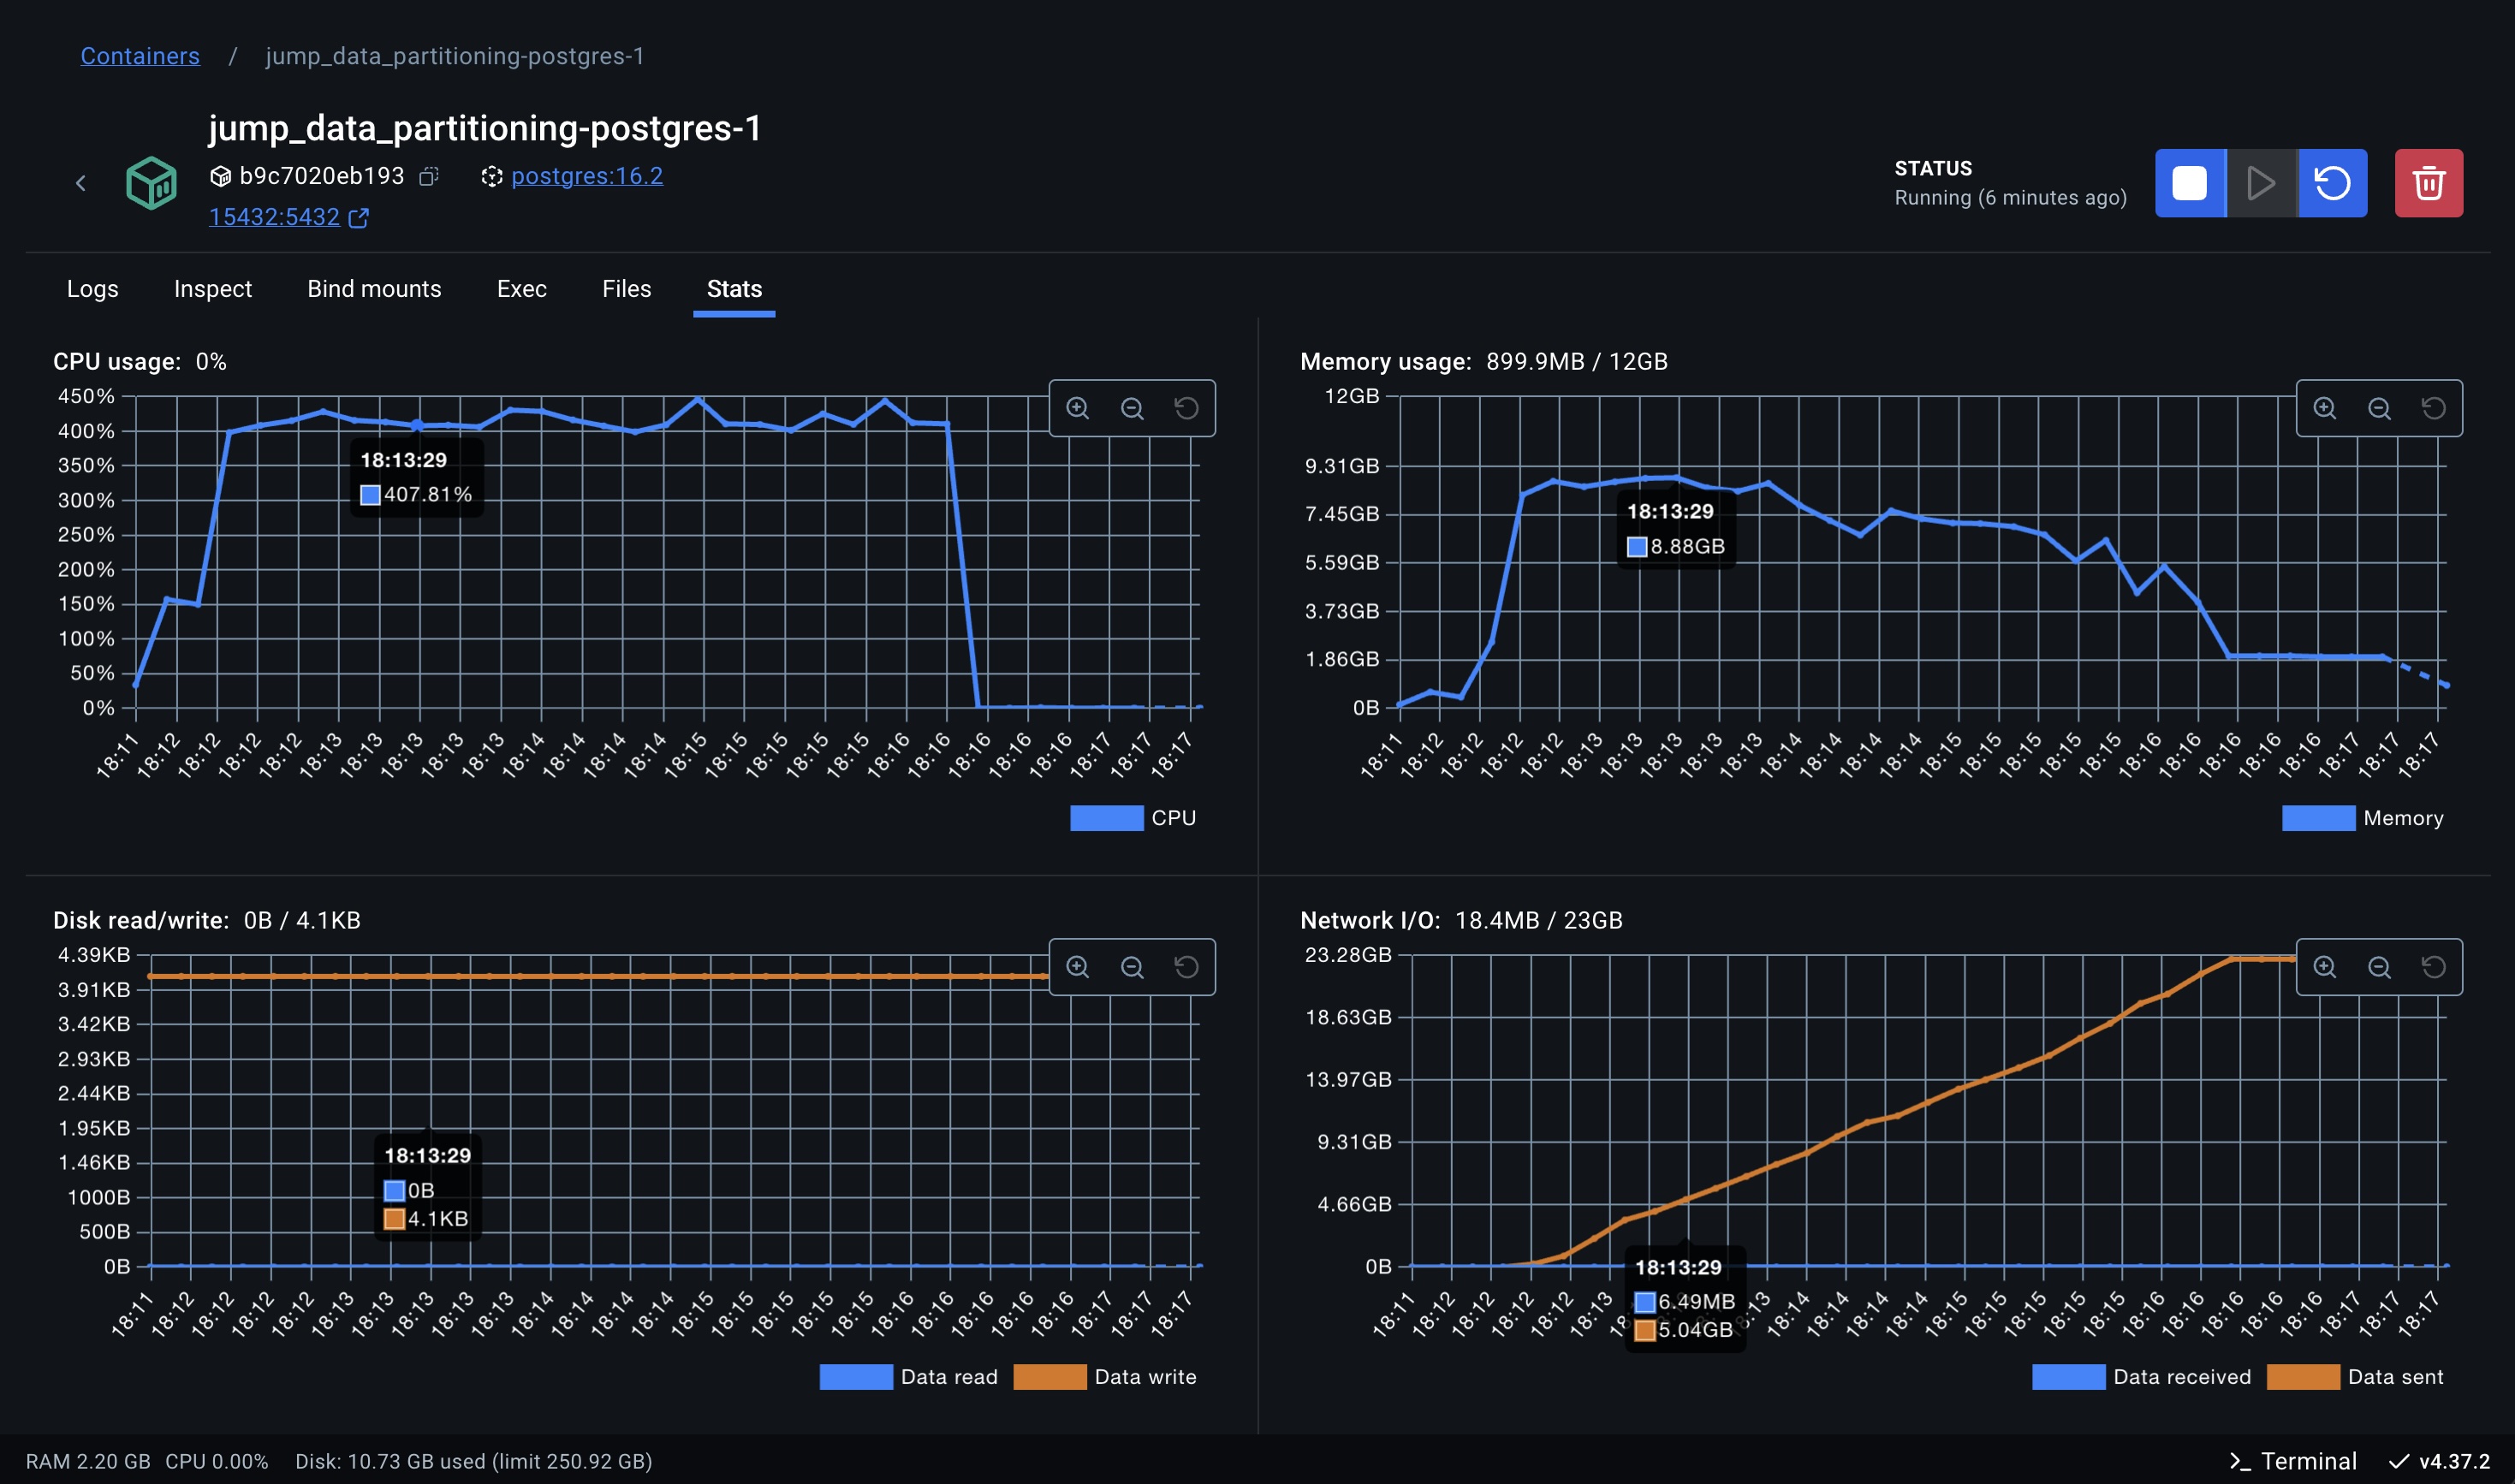 Containers / jump_data_partitioning-postgres-1
jump_data_partitioning-postgres-1
b9c7020eb193 postgres:16.2
15432:5432
STATUS
Running (6 minutes ago)
Logs Inspect Bind mounts Exec Files Stats
CPU usage: 0%
450%
400%
350%
300%
250%
200%
150%
100%
50%
0%
18:13:29
407.81%
18:11 18:12 18:12 18:12 18:12 18:13 18:13 18:13 18:13 18:13 18:14 18:14 18:14 18:14 18:15 18:15 18:15 18:15 18:15 18:16 18:16 18:16 18:16 18:16 18:17 18:17 18:17
CPU
Memory usage: 899.9MB / 12GB
12GB
9.31GB
7.45GB
5.59GB
3.73GB
1.86GB
0B
18:13:29
8.88GB
18:11 18:12 18:12 18:12 18:12 18:13 18:13 18:13 18:13 18:13 18:14 18:14 18:14 18:14 18:15 18:15 18:15 18:15 18:15 18:16 18:16 18:16 18:16 18:16 18:17 18:17 18:17
Memory
Disk read/write: 0B / 4.1KB
4.39KB
3.91KB
3.42KB
2.93KB
2.44KB
1.95KB
1.46KB
1000B
500B
0B
18:13:29
0B
4.1KB
18:11 18:12 18:12 18:12 18:12 18:13 18:13 18:13 18:13 18:13 18:14 18:14 18:14 18:14 18:15 18:15 18:15 18:15 18:15 18:16 18:16 18:16 18:16 18:16 18:17 18:17 18:17
Data read Data write
Network I/O: 18.4MB / 23GB
23.28GB
18.63GB
13.97GB
9.31GB
4.66GB
0B
18:13:29
6.49MB
5.04GB
18:11 18:12 18:12 18:12 18:12 18:13 18:13 18:14 18:14 18:14 18:14 18:15 18:15 18:15 18:15 18:15 18:16 18:16 18:16 18:16 18:16 18:17 18:17 18:17
Data received Data sent
RAM 2.20 GB CPU 0.00% Disk: 10.73 GB used (limit 250.92 GB)
Terminal v4.37.2